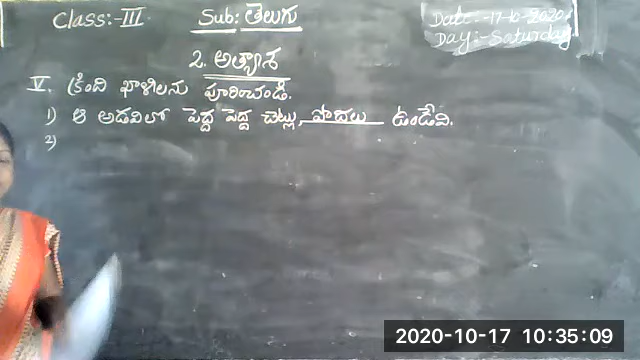 Class:-III
Sub: తెలుగు
Date:-17-10-2020
Day:-Saturday
2. అత్యాశ
V. క్రింది ఖాళీలను పూరించండి.
1) ఆ అడవిలో పెద్ద పెద్ద చెట్లు, పొదలు ఉండేవి.
2)
2020-10-17 10:35:09